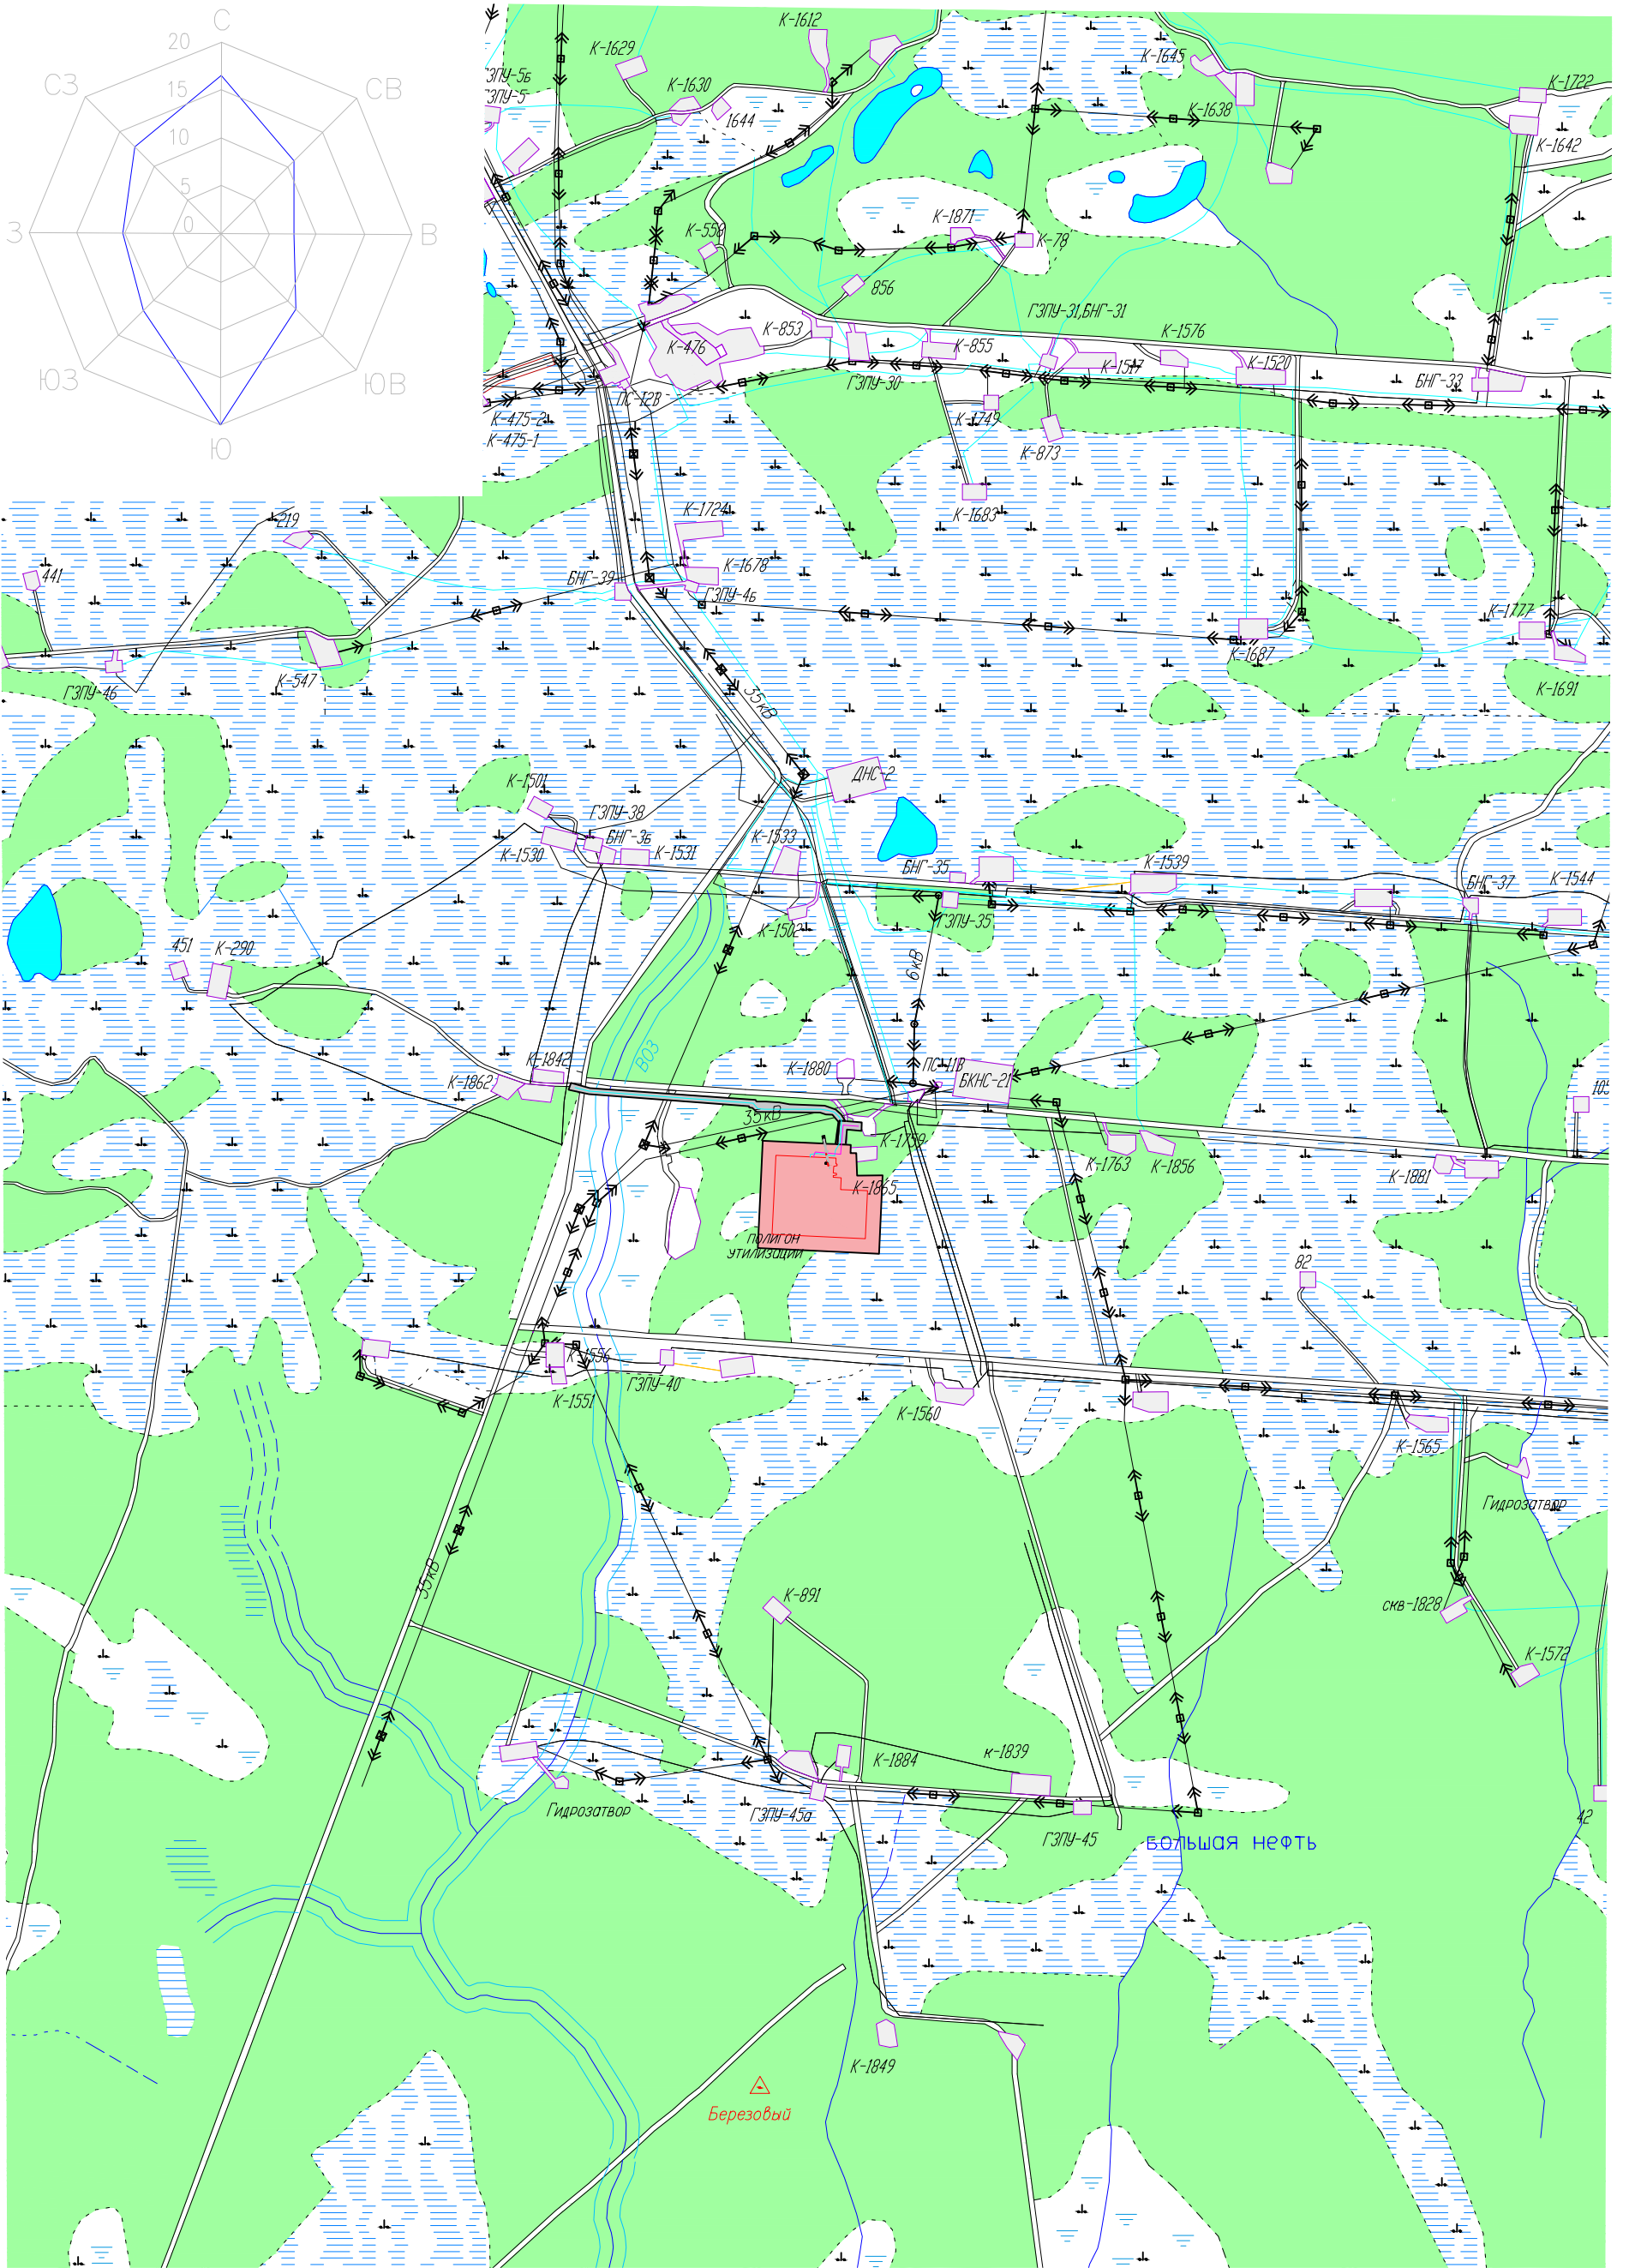 С
20
К-1612
К-1629
К-1645
15
СЗ
СВ
ГЗПУ-5Б
ГЗПУ-5
К-1630
К-1722
1644
К-1638
10
К-1642
5
0
З
В
К-1871
К-558
К-78
856
ГЗПУ-31,БНГ-31
К-853
К-1576
К-476
К-855
К-1517
К-1520
ЮЗ
ЮВ
ГЗПУ-30
БНГ-33
ПС-12В
К-475-2
К-1749
К-475-1
Ю
К-873
К-1724
К-1683
219
К-1678
БНГ-39
441
ГЗПУ-4Б
К-1777
К-1687
К-547
ГЗПУ-46
К-1691
35кВ
ДНС-2
К-1501
ГЗПУ-38
БНГ-3Б
К-1533
К-1530
К-1531
БНГ-35
К-1539
БНГ-37
К-1544
ГЗПУ-35
К-1502
451
К-290
6кВ
ВОЗ
К-1842
К-1880
ПС-11В
К-1862
БКНС-21
105
35кВ
К-1759
К-1763
К-1856
К-1881
К-1865
полигон
утилизации
82
К-1556
ГЗПУ-40
К-1551
К-1560
К-1565
Гидрозатвор
35кВ
К-891
скв-1828
К-1572
К-1884
к-1839
Гидрозатвор
ГЗПУ-45а
ГЗПУ-45
42
Большая нефть
К-1849
Березовый